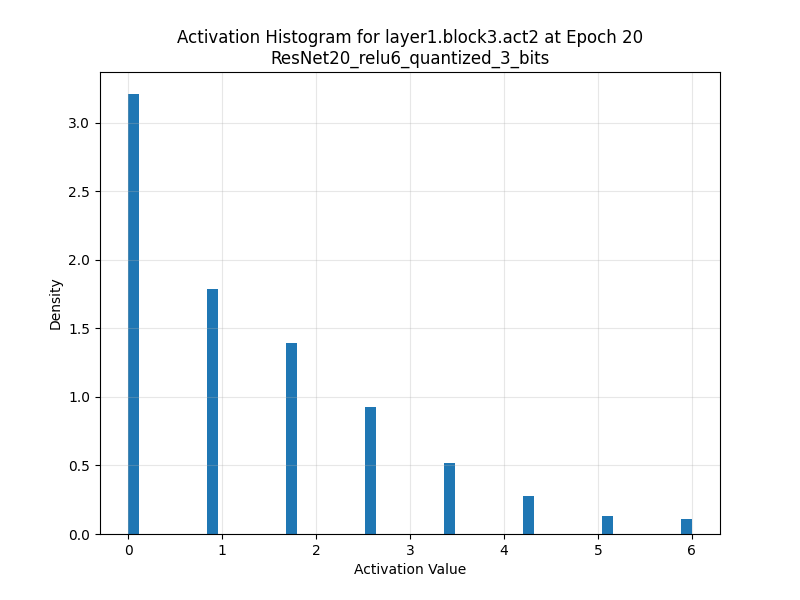 Activation Histogram for layer1.block3.act2 at Epoch 20
ResNet20_relu6_quantized_3_bits
3.0
2.5
2.0
1.5
1.0
0.5
0.0
Density
0 1 2 3 4 5 6
Activation Value